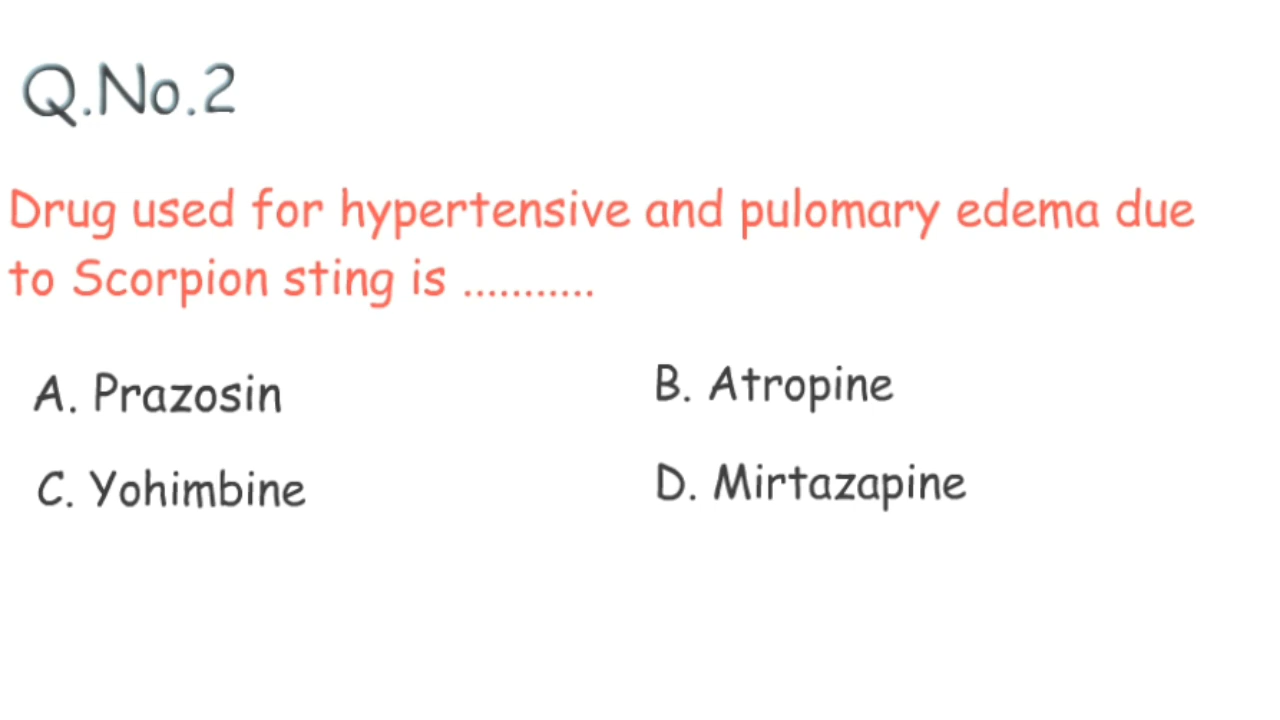 Q.No.2
Drug used for hypertensive and pulomary edema due
to Scorpion sting is ...........
A. Prazosin
B. Atropine
C. Yohimbine
D. Mirtazapine